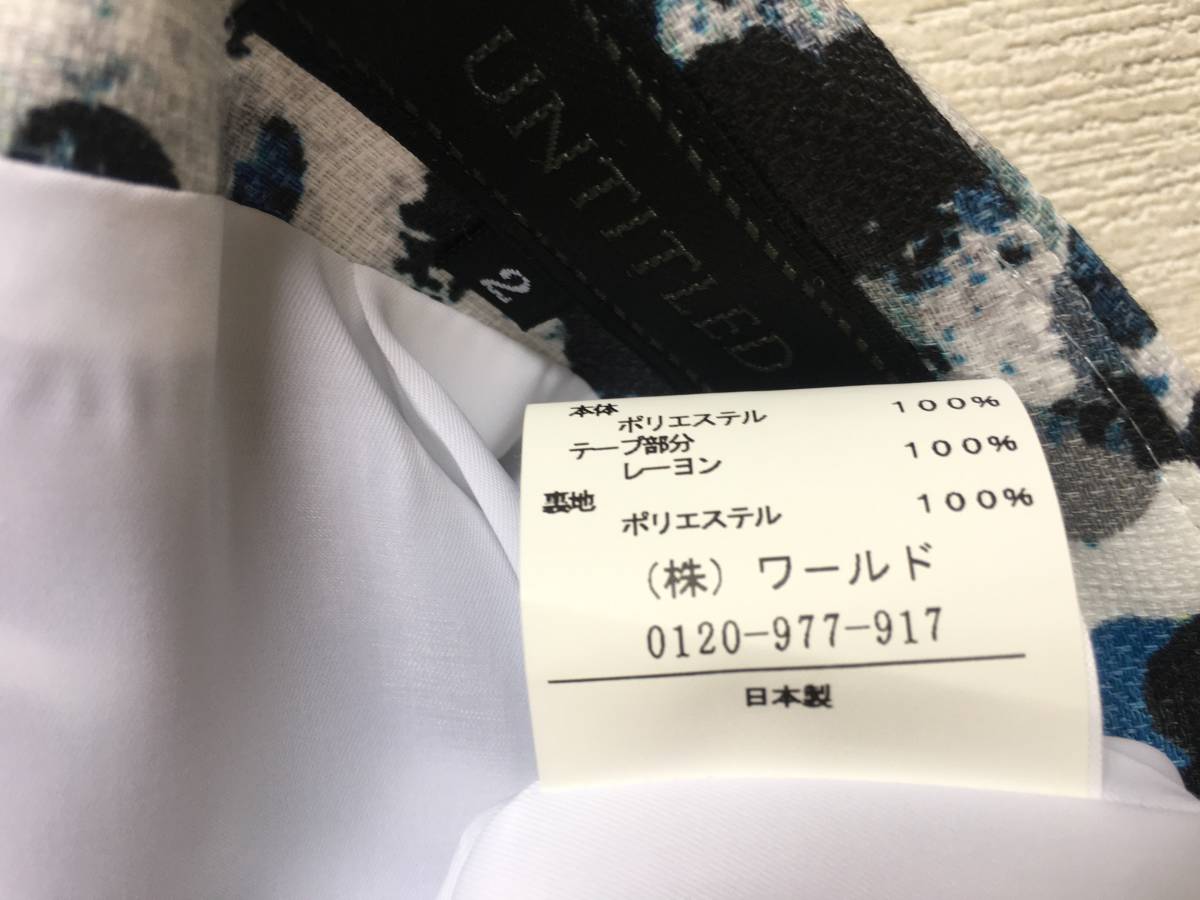 UNTITLED
2
本体
ポリエステル 100%
テープ部分
レーヨン 100%
裏地
ポリエステル 100%
(株) ワールド
0120-977-917
日本製